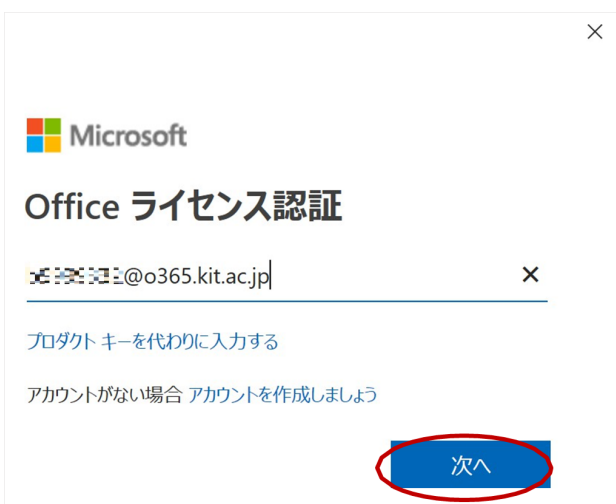 Microsoft
Office ライセンス認証
@o365.kit.ac.jp
プロダクト キーを代わりに入力する
アカウントがない場合 アカウントを作成しましょう
次へ